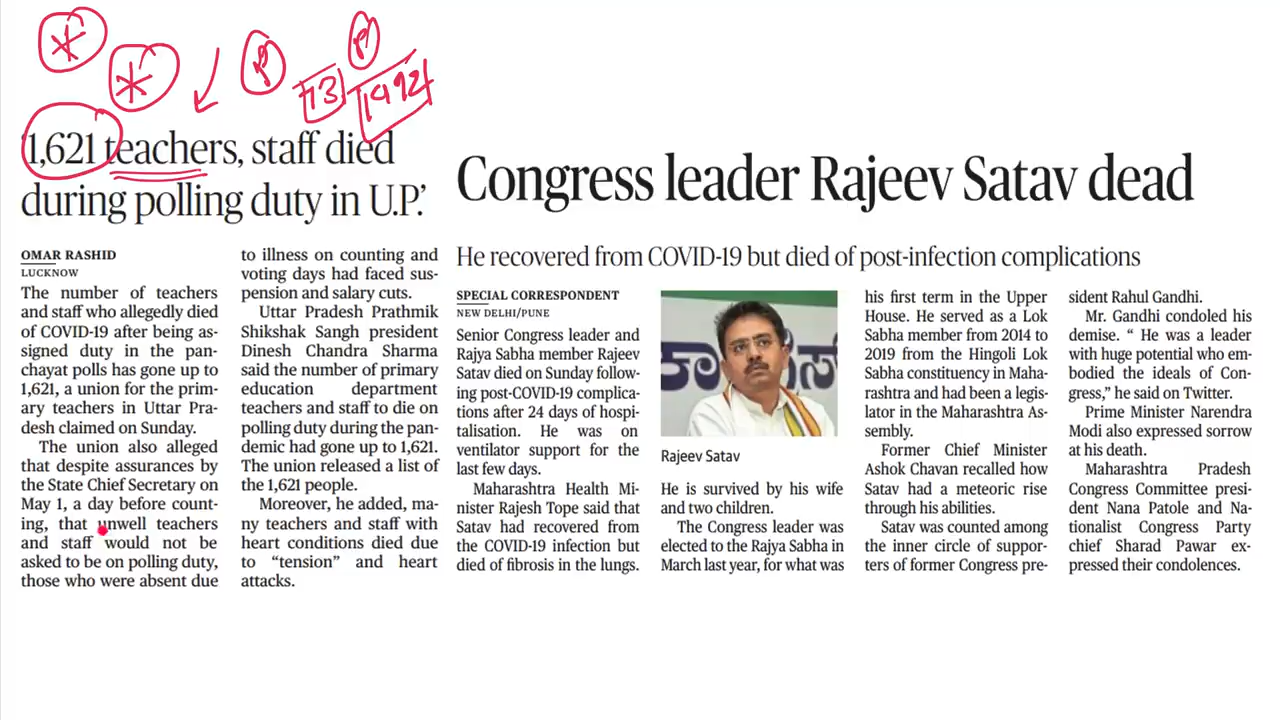 73
1992
'1,621 teachers, staff died
during polling duty in U.P.'
OMAR RASHID
LUCKNOW
The number of teachers
and staff who allegedly died
of COVID-19 after being as-
signed duty in the pan-
chayat polls has gone up to
1,621, a union for the prim-
ary teachers in Uttar Pra-
desh claimed on Sunday.
The union also alleged
that despite assurances by
the State Chief Secretary on
May 1, a day before count-
ing, that unwell teachers
and staff would not be
asked to be on polling duty,
those who were absent due
to illness on counting and
voting days had faced sus-
pension and salary cuts.
Uttar Pradesh Prathmik
Shikshak Sangh president
Dinesh Chandra Sharma
said the number of primary
education department
teachers and staff to die on
polling duty during the pan-
demic had gone up to 1,621.
The union released a list of
the 1,621 people.
Moreover, he added, ma-
ny teachers and staff with
heart conditions died due
to “tension” and heart
attacks.
Congress leader Rajeev Satav dead
He recovered from COVID-19 but died of post-infection complications
SPECIAL CORRESPONDENT
NEW DELHI/PUNE
Senior Congress leader and
Rajya Sabha member Rajeev
Satav died on Sunday follow-
ing post-COVID-19 complica-
tions after 24 days of hospi-
talisation. He was on
ventilator support for the
last few days.
Maharashtra Health Mi-
nister Rajesh Tope said that
Satav had recovered from
the COVID-19 infection but
died of fibrosis in the lungs.
ಕಾಂಗ್ರೆಸ್
Rajeev Satav
He is survived by his wife
and two children.
The Congress leader was
elected to the Rajya Sabha in
March last year, for what was
his first term in the Upper
House. He served as a Lok
Sabha member from 2014 to
2019 from the Hingoli Lok
Sabha constituency in Maha-
rashtra and had been a legis-
lator in the Maharashtra As-
sembly.
Former Chief Minister
Ashok Chavan recalled how
Satav had a meteoric rise
through his abilities.
Satav was counted among
the inner circle of suppor-
ters of former Congress pre-
sident Rahul Gandhi.
Mr. Gandhi condoled his
demise. “ He was a leader
with huge potential who em-
bodied the ideals of Con-
gress,” he said on Twitter.
Prime Minister Narendra
Modi also expressed sorrow
at his death.
Maharashtra Pradesh
Congress Committee presi-
dent Nana Patole and Na-
tionalist Congress Party
chief Sharad Pawar ex-
pressed their condolences.